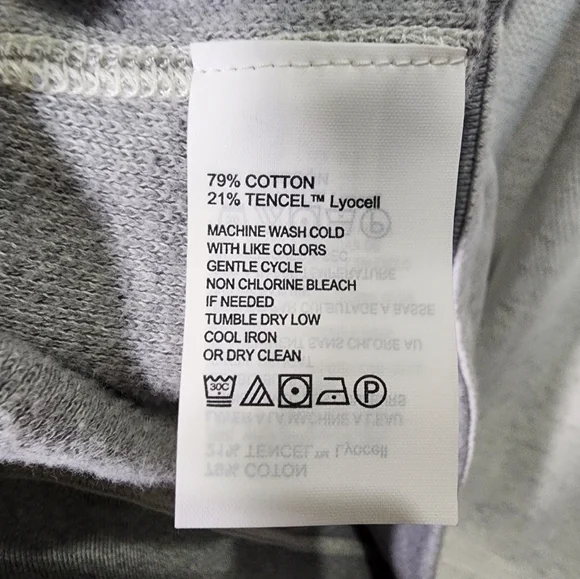 79% COTTON
21% TENCEL™ Lyocell
MACHINE WASH COLD
WITH LIKE COLORS
GENTLE CYCLE
NON CHLORINE BLEACH
IF NEEDED
TUMBLE DRY LOW
COOL IRON
OR DRY CLEAN
30C P